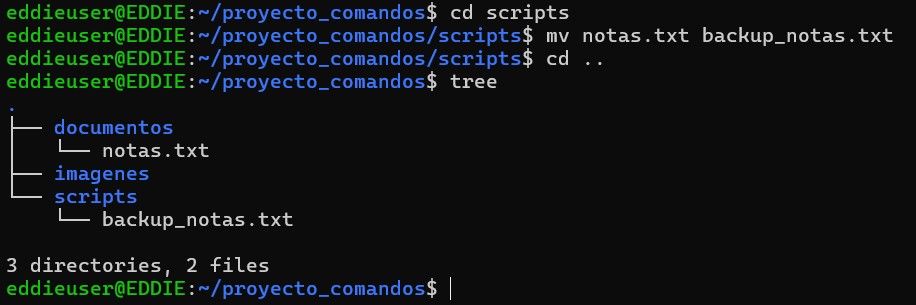 eddieuser@EDDIE:~/proyecto_comandos$ cd scripts
eddieuser@EDDIE:~/proyecto_comandos/scripts$ mv notas.txt backup_notas.txt
eddieuser@EDDIE:~/proyecto_comandos/scripts$ cd ..
eddieuser@EDDIE:~/proyecto_comandos$ tree
.
├── documentos
│   └── notas.txt
├── imagenes
└── scripts
    └── backup_notas.txt

3 directories, 2 files
eddieuser@EDDIE:~/proyecto_comandos$